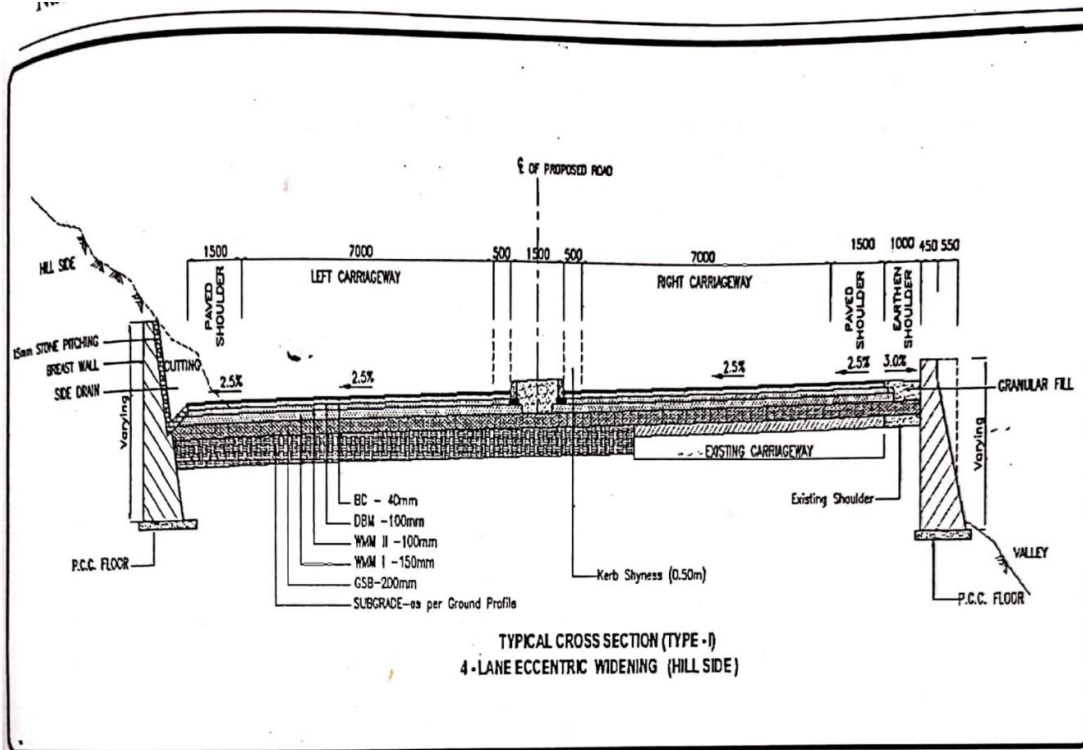 ℄ OF PROPOSED ROAD
1500 7000 500 1500 500 7000 1500 1000 450 550
HILL SIDE
PAVED SHOULDER
LEFT CARRIAGEWAY
RIGHT CARRIAGEWAY
PAVED SHOULDER
EARTHEN SHOULDER
15mm STONE PITCHING
BREAST WALL
CUTTING
SIDE DRAIN
2.5% 2.5% 2.5% 2.5% 3.0%
GRANULAR FILL
Varying
Varying
EXISTING CARRIAGEWAY
Existing Shoulder
BC - 40mm
DBM -100mm
WMM II -100mm
WMM I -150mm
GSB-200mm
SUBGRADE-as per Ground Profile
Kerb Shyness (0.50m)
P.C.C. FLOOR
VALLEY
P.C.C. FLOOR
TYPICAL CROSS SECTION (TYPE -I)
4 - LANE ECCENTRIC WIDENING (HILL SIDE)